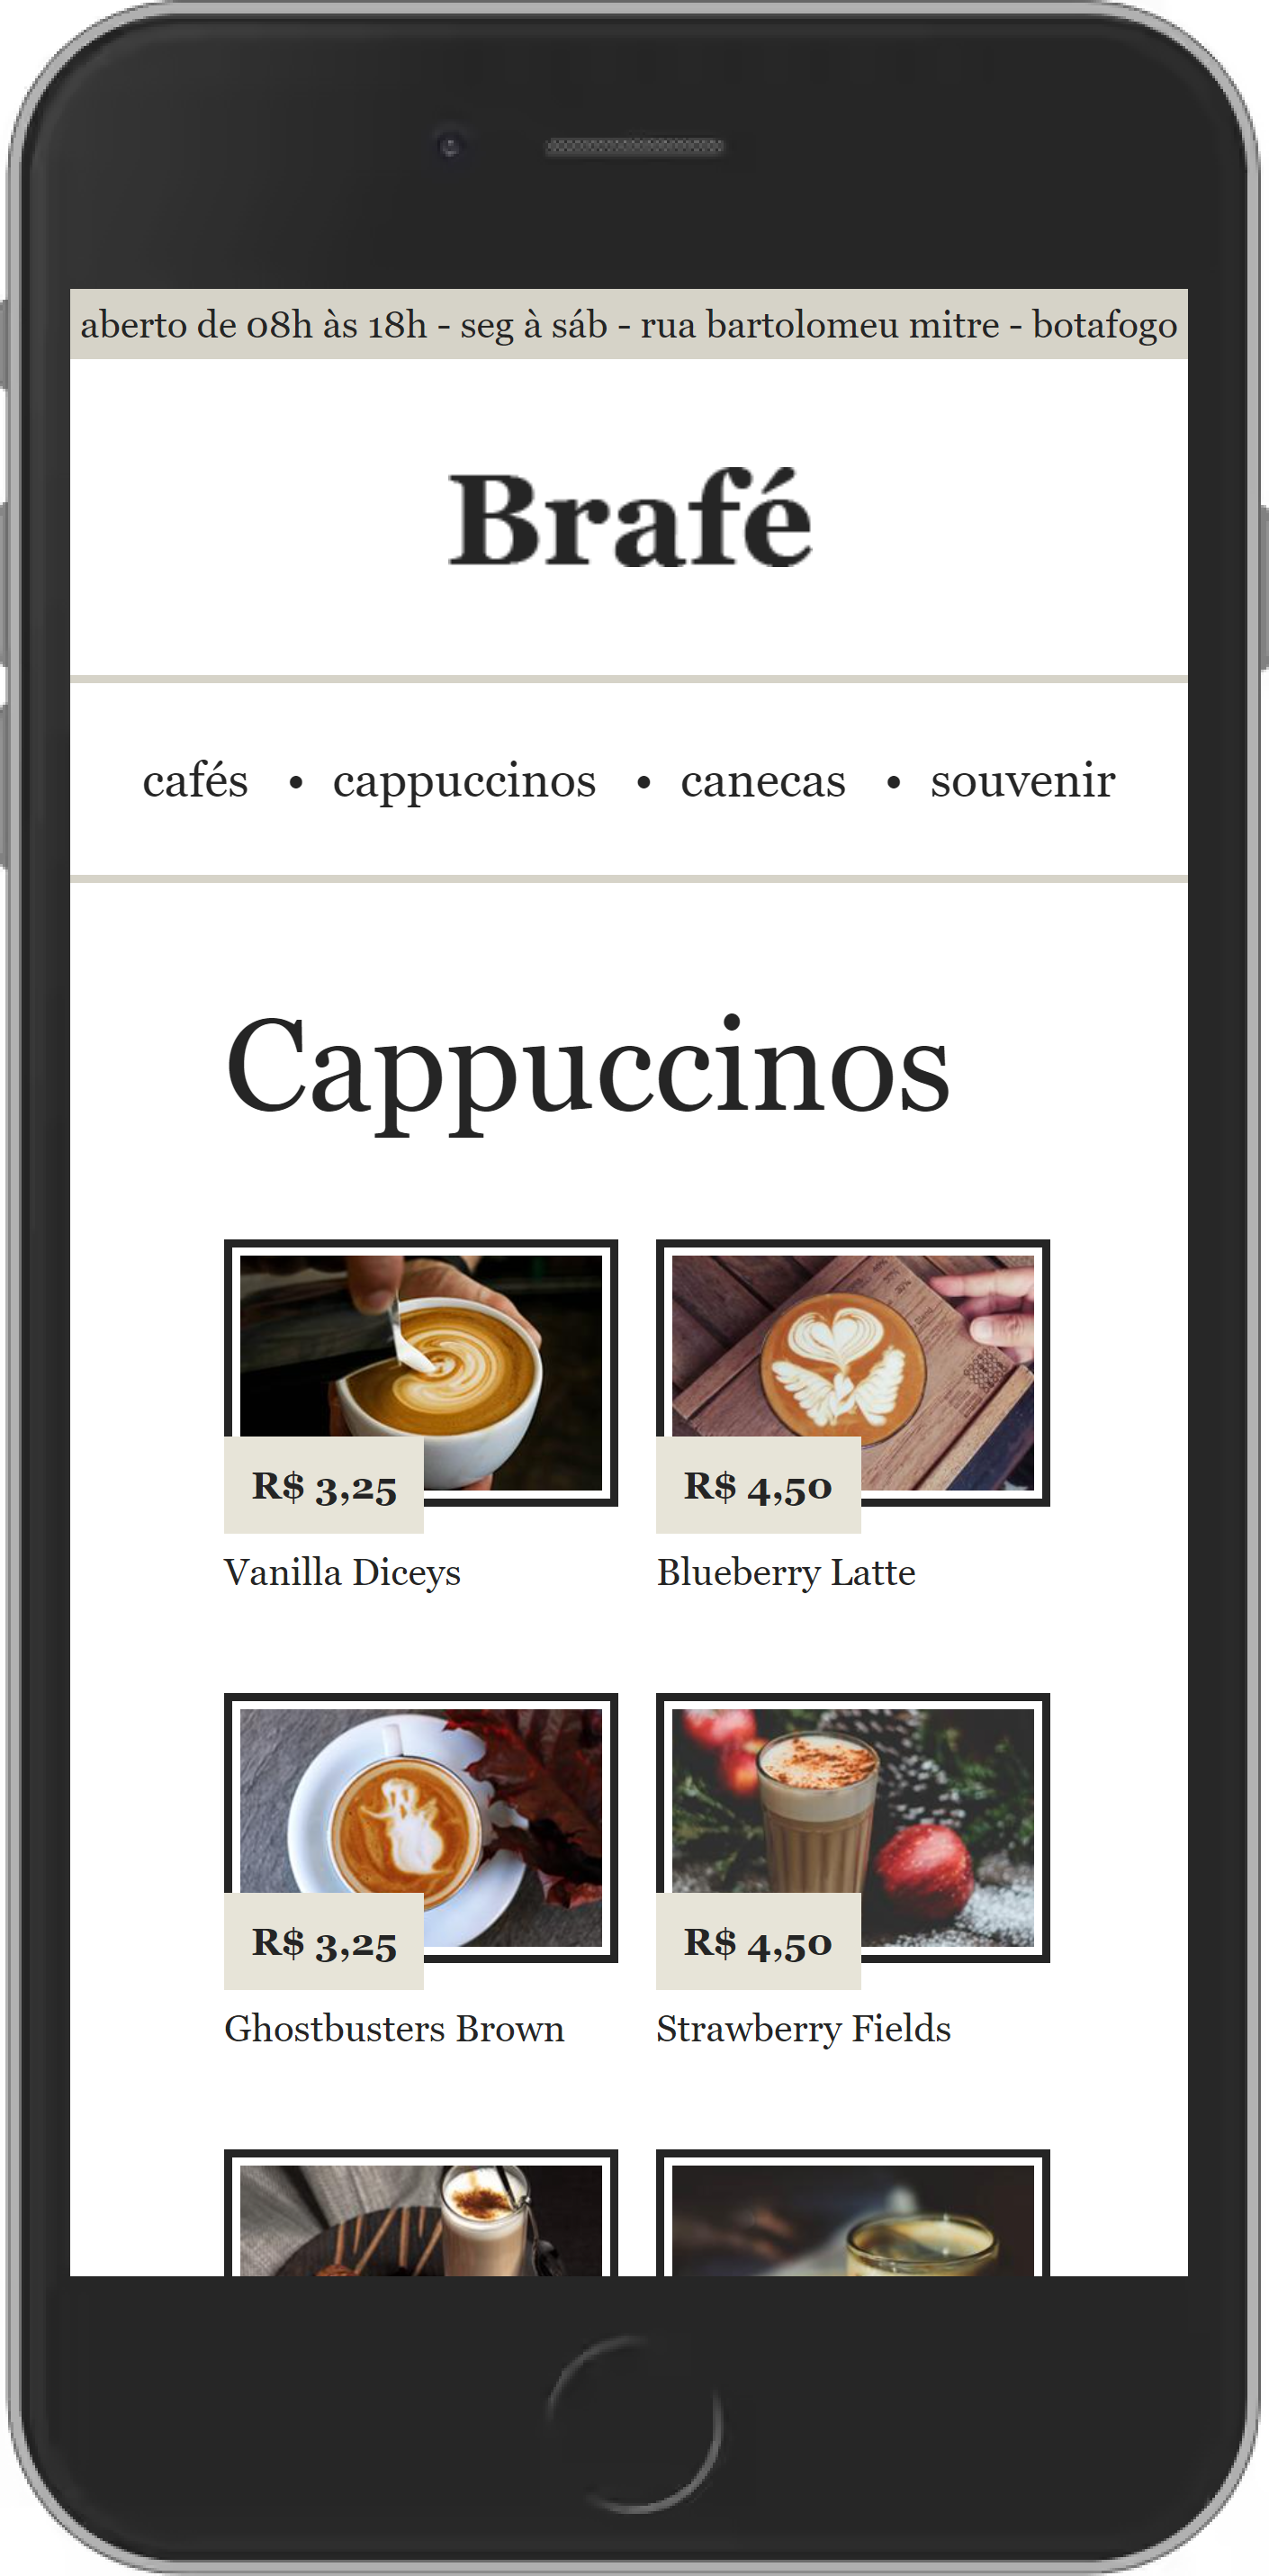 aberto de 08h às 18h - seg à sáb - rua bartolomeu mitre - botafogo
Brafé
cafés • cappuccinos • canecas • souvenir
Cappuccinos
R$ 3,25
Vanilla Diceys
R$ 4,50
Blueberry Latte
R$ 3,25
Ghostbusters Brown
R$ 4,50
Strawberry Fields